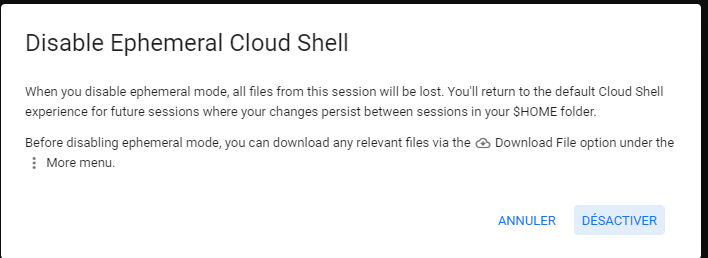 Disable Ephemeral Cloud Shell
When you disable ephemeral mode, all files from this session will be lost. You'll return to the default Cloud Shell
experience for future sessions where your changes persist between sessions in your $HOME folder.
Before disabling ephemeral mode, you can download any relevant files via the Download File option under the
More menu.
ANNULER DÉSACTIVER